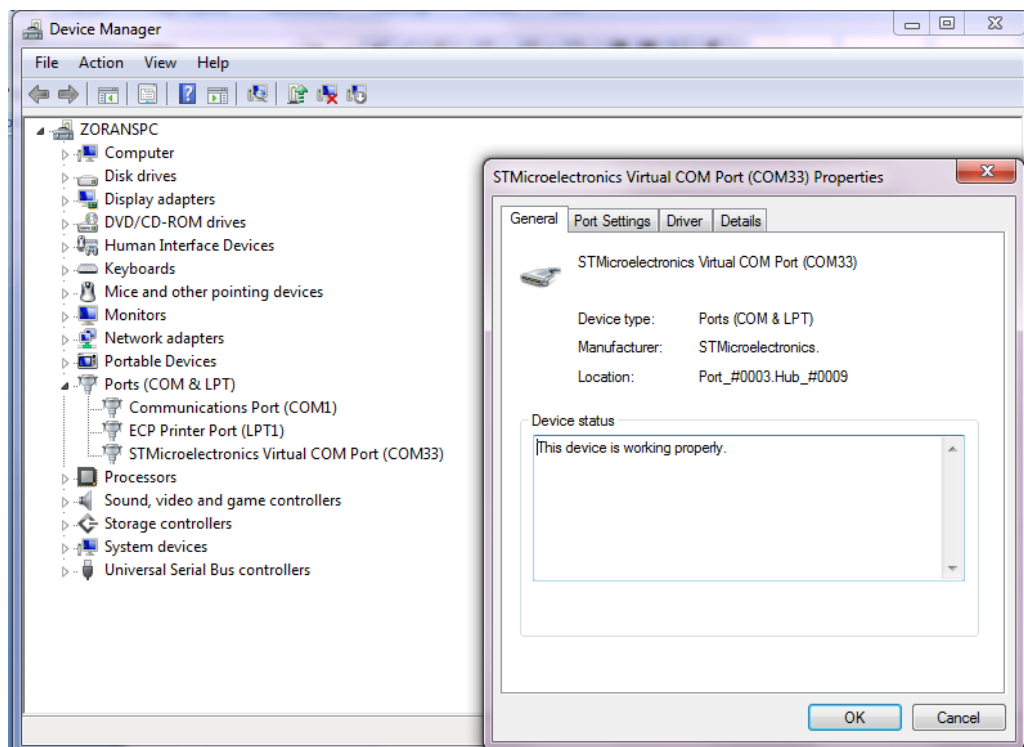 Device Manager
File Action View Help
ZORANSPC
Computer
Disk drives
Display adapters
DVD/CD-ROM drives
Human Interface Devices
Keyboards
Mice and other pointing devices
Monitors
Network adapters
Portable Devices
Ports (COM & LPT)
Communications Port (COM1)
ECP Printer Port (LPT1)
STMicroelectronics Virtual COM Port (COM33)
Processors
Sound, video and game controllers
Storage controllers
System devices
Universal Serial Bus controllers
STMicroelectronics Virtual COM Port (COM33) Properties
General Port Settings Driver Details
STMicroelectronics Virtual COM Port (COM33)
Device type: Ports (COM & LPT)
Manufacturer: STMicroelectronics.
Location: Port_#0003.Hub_#0009
Device status
This device is working properly.
OK Cancel